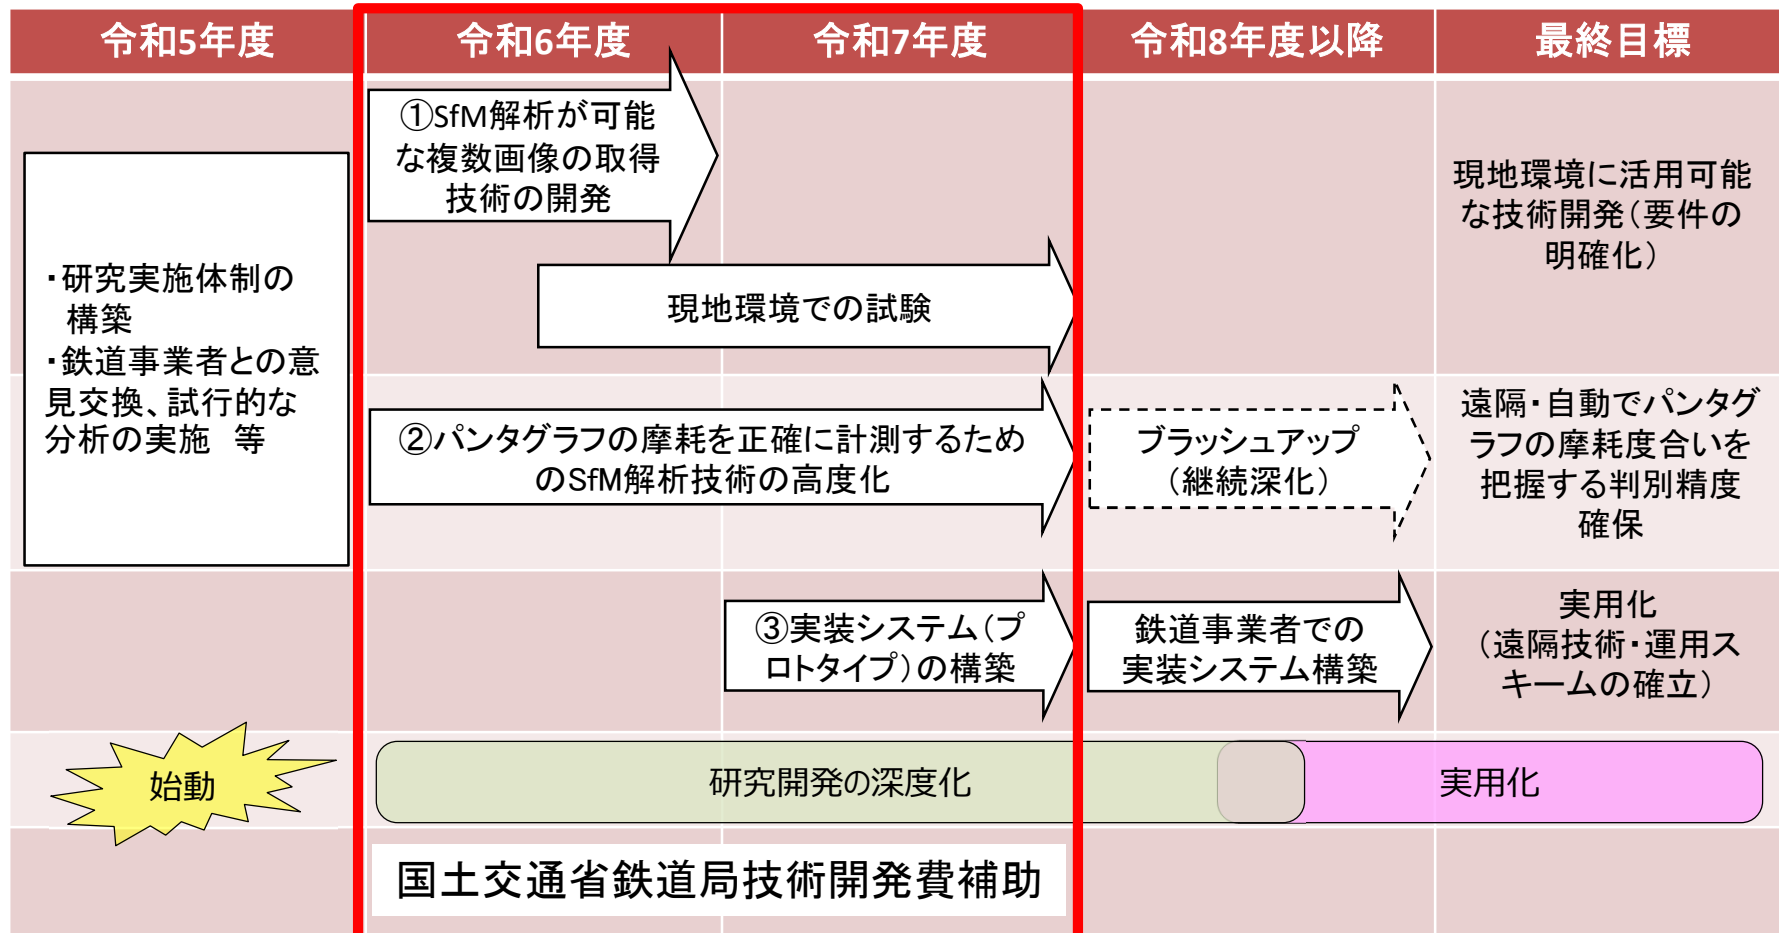 令和5年度
令和6年度
令和7年度
令和8年度以降
最終目標
・研究実施体制の
構築
・鉄道事業者との意
見交換、試行的な
分析の実施　等
①SfM解析が可能
な複数画像の取得
技術の開発
現地環境での試験
現地環境に活用可能
な技術開発（要件の
明確化）
②パンタグラフの摩耗を正確に計測するため
のSfM解析技術の高度化
ブラッシュアップ
（継続深化）
遠隔・自動でパンタグ
ラフの摩耗度合いを
把握する判別精度
確保
③実装システム（プ
ロトタイプ）の構築
鉄道事業者での
実装システム構築
実用化
（遠隔技術・運用ス
キームの確立）
始動
研究開発の深度化
実用化
国土交通省鉄道局技術開発費補助